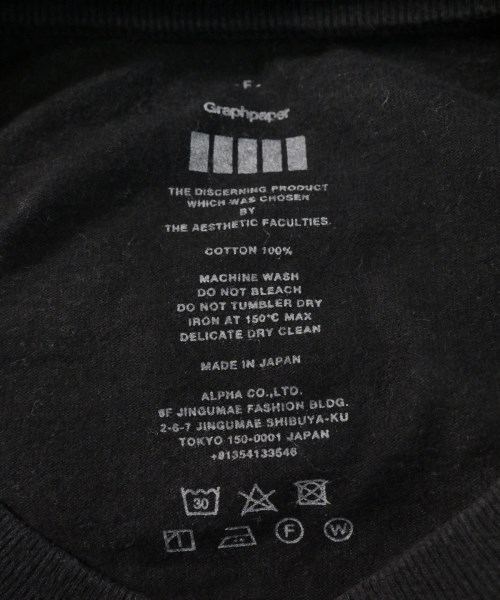 -F-
Graphpaper
THE DISCERNING PRODUCT
WHICH WAS CHOSEN
BY
THE AESTHETIC FACULTIES.
COTTON 100%
MACHINE WASH
DO NOT BLEACH
DO NOT TUMBLER DRY
IRON AT 150°C MAX
DELICATE DRY CLEAN
MADE IN JAPAN
ALPHA CO.,LTD.
6F JINGUMAE FASHION BLDG.
2-6-7 JINGUMAE SHIBUYA-KU
TOKYO 150-0001 JAPAN
+81354133546
30
F W